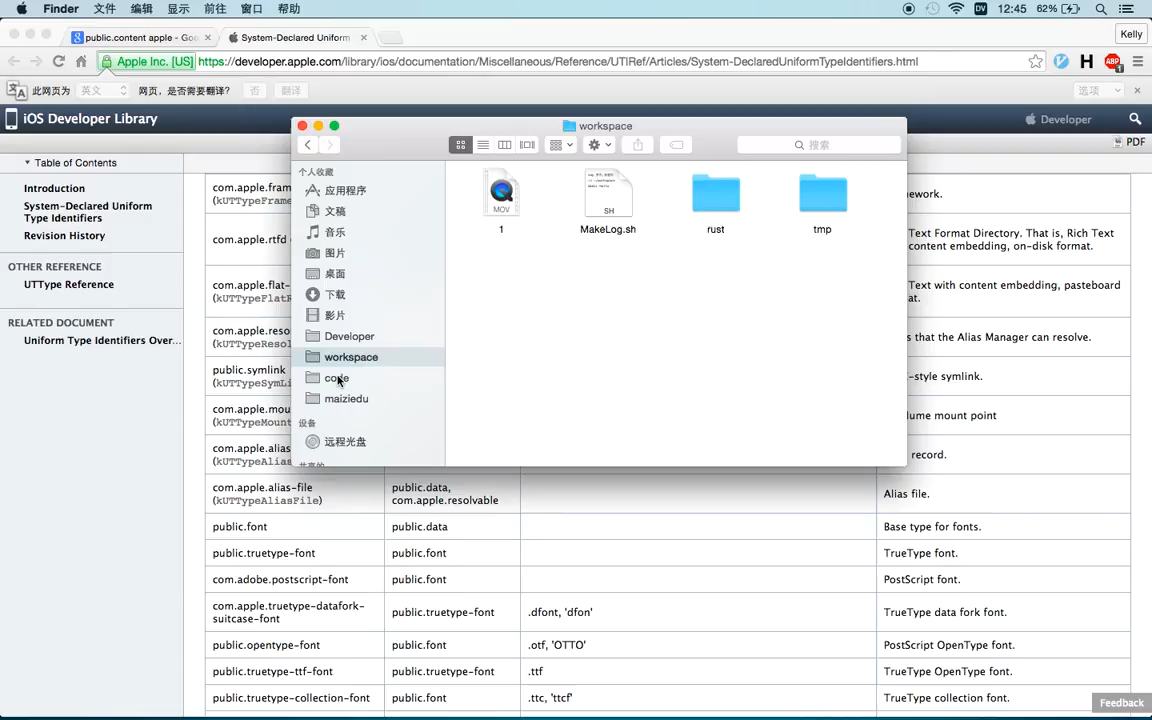 Finder 文件 编辑 显示 前往 窗口 帮助 DV 12:45 62%
public.content apple - Goo
System-Declared Uniform
Kelly
Apple Inc. [US] https://developer.apple.com/library/ios/documentation/Miscellaneous/Reference/UTIRef/Articles/System-DeclaredUniformTypeIdentifiers.html
H
ABP
1
此网页为 英文 网页，是否需要翻译? 否 翻译 选项
iOS Developer Library
Developer
PDF
Table of Contents
Introduction
System-Declared Uniform
Type Identifiers
Revision History
OTHER REFERENCE
UTType Reference
RELATED DOCUMENT
Uniform Type Identifiers Over...
workspace
搜索
个人收藏
应用程序
文稿
音乐
图片
桌面
下载
影片
Developer
workspace
code
maiziedu
设备
远程光盘
MOV
1
SH
MakeLog.sh
rust
tmp
com.apple.fram
(kUTTypeFrame
ework.
com.apple.rtfd
Text Format Directory. That is, Rich Text
content embedding, on-disk format.
com.apple.flat-
(kUTTypeFlatR
Text with content embedding, pasteboard
at.
com.apple.reso
(kUTTypeResol
s that the Alias Manager can resolve.
public.symlink
(kUTTypeSymLi
-style symlink.
com.apple.mou
(kUTTypeMount
lume mount point
com.apple.alias
(kUTTypeAlias
record.
com.apple.alias-file
(kUTTypeAliasFile)
public.data,
com.apple.resolvable
Alias file.
public.font public.data Base type for fonts.
public.truetype-font public.font TrueType font.
com.adobe.postscript-font public.font PostScript font.
com.apple.truetype-datafork-
suitcase-font
public.truetype-font .dfont, 'dfon' TrueType data fork font.
public.opentype-font public.font .otf, 'OTTO' PostScript OpenType font.
public.truetype-ttf-font public.truetype-font .ttf TrueType OpenType font.
public.truetype-collection-font public.font .ttc, 'ttcf' TrueType collection font.
Feedback